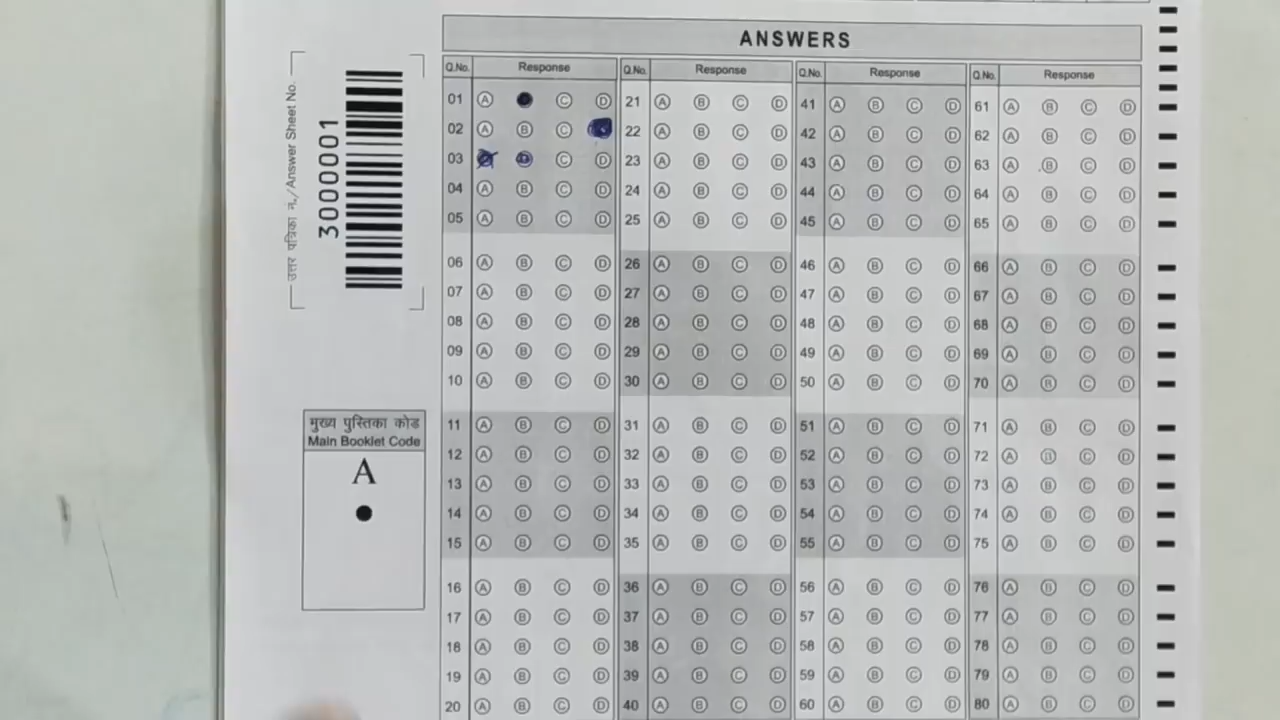 ANSWERS
Q.No. Response Q.No. Response Q.No. Response Q.No. Response
01 A C D 21 A B C D 41 A B C D 61 A B C D
02 A B C 22 A B C D 42 A B C D 62 A B C D
03 C D 23 A B C D 43 A B C D 63 A B C D
04 A B C D 24 A B C D 44 A B C D 64 A B C D
05 A B C D 25 A B C D 45 A B C D 65 A B C D
06 A B C D 26 A B C D 46 A B C D 66 A B C D
07 A B C D 27 A B C D 47 A B C D 67 A B C D
08 A B C D 28 A B C D 48 A B C D 68 A B C D
09 A B C D 29 A B C D 49 A B C D 69 A B C D
10 A B C D 30 A B C D 50 A B C D 70 A B C D
11 A B C D 31 A B C D 51 A B C D 71 A B C D
12 A B C D 32 A B C D 52 A B C D 72 A B C D
13 A B C D 33 A B C D 53 A B C D 73 A B C D
14 A B C D 34 A B C D 54 A B C D 74 A B C D
15 A B C D 35 A B C D 55 A B C D 75 A B C D
16 A B C D 36 A B C D 56 A B C D 76 A B C D
17 A B C D 37 A B C D 57 A B C D 77 A B C D
18 A B C D 38 A B C D 58 A B C D 78 A B C D
19 A B C D 39 A B C D 59 A B C D 79 A B C D
20 A B C D 40 A B C D 60 A B C D 80 A B C D
उत्तर पत्रिका न./Answer Sheet No.
3000001
मुख्य पुस्तिका कोड
Main Booklet Code
A